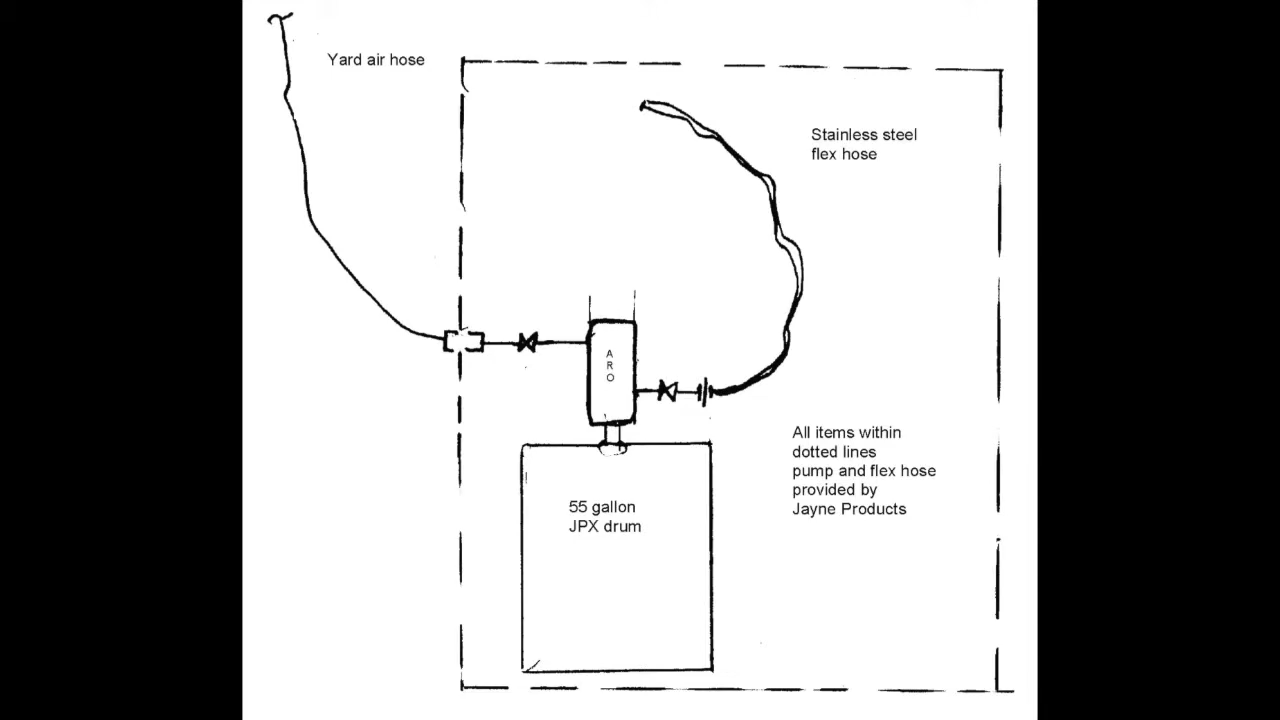 Yard air hose
Stainless steel
flex hose
A
R
O
All items within
dotted lines
pump and flex hose
provided by
Jayne Products
55 gallon
JPX drum